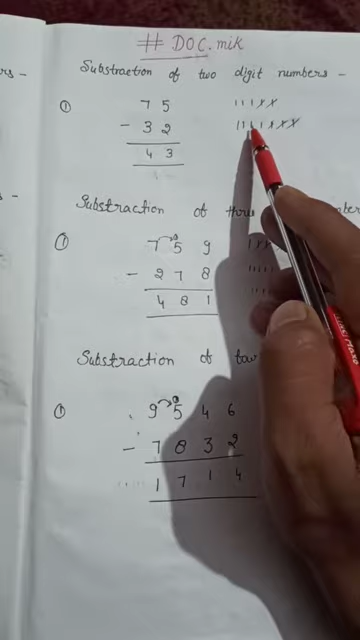 # DOC.mik
Substraction of two digit numbers -
① 7 5
- 3 2
4 3
Substraction of
① 7 5 9
- 2 7 8
4 8 1
Substraction of
① 9 5 4 6
- 7 8 3 2
1 7 1 4